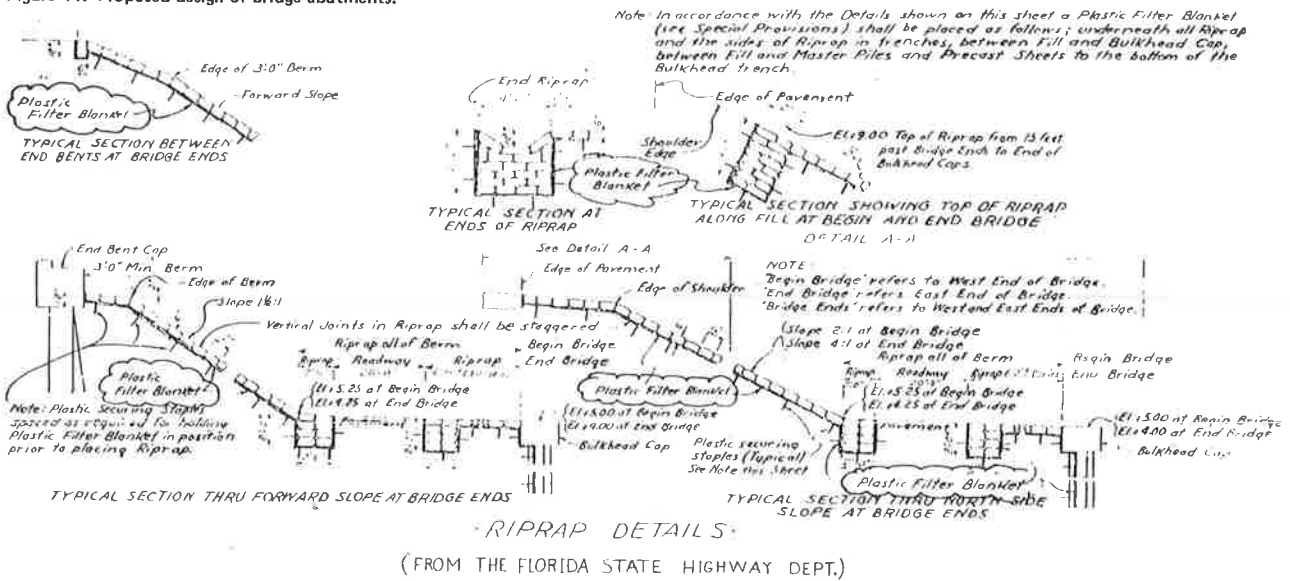 Figure 11. Proposed design of bridge abutments.
Note: In accordance with the Details shown on this sheet a Plastic Filter Blanket
(see Special Provisions) shall be placed as follows; underneath all Riprap
and the sides of Riprap in trenches, between Fill and Bulkhead Cap,
between Fill and Master Piles and Precast Sheets to the bottom of the
Bulkhead trench.
Edge of 3'0" Berm
Forward Slope
Plastic
Filter Blanket
TYPICAL SECTION BETWEEN
END BENTS AT BRIDGE ENDS
End Riprap
Plastic Filter
Blanket
TYPICAL SECTION AT
ENDS OF RIPRAP
Edge of Pavement
Shoulder
Edge
El.+9.00 Top of Riprap from 15 feet
past Bridge Ends to End of
Bulkhead Caps.
TYPICAL SECTION SHOWING TOP OF RIPRAP
ALONG FILL AT BEGIN AND END BRIDGE
DETAIL A-A
End Bent Cap
3'0" Min Berm
Edge of Berm
Slope 1½:1
Vertical Joints in Riprap shall be staggered
Riprap all of Berm
Riprap Roadway Riprap
Begin Bridge
End Bridge
Plastic
Filter Blanket
El.+5.25 at Begin Bridge
El.+4.25 at End Bridge
Pavement
El.+5.00 at Begin Bridge
El.+4.00 at End Bridge
Bulkhead Cap
Note: Plastic Securing Staples
spaced as required for holding
Plastic Filter Blanket in position
prior to placing Riprap.
TYPICAL SECTION THRU FORWARD SLOPE AT BRIDGE ENDS
See Detail A-A
Edge of Pavement
Edge of Shoulder
NOTE:
"Begin Bridge" refers to West End of Bridge.
"End Bridge" refers East End of Bridge.
"Bridge Ends" refers to West and East Ends of Bridge.
Slope 2:1 at Begin Bridge
Slope 4:1 at End Bridge
Riprap all of Berm
Riprap Roadway Riprap
Begin Bridge
End Bridge
Plastic Filter Blanket
El.+5.25 at Begin Bridge
El.+4.25 at End Bridge
Pavement
El.+5.00 at Begin Bridge
El.+4.00 at End Bridge
Bulkhead Cap
Plastic securing
staples (Typical)
See Note this Sheet
Plastic Filter Blanket
TYPICAL SECTION THRU NORTH SIDE
SLOPE AT BRIDGE ENDS
RIPRAP DETAILS
(FROM THE FLORIDA STATE HIGHWAY DEPT.)